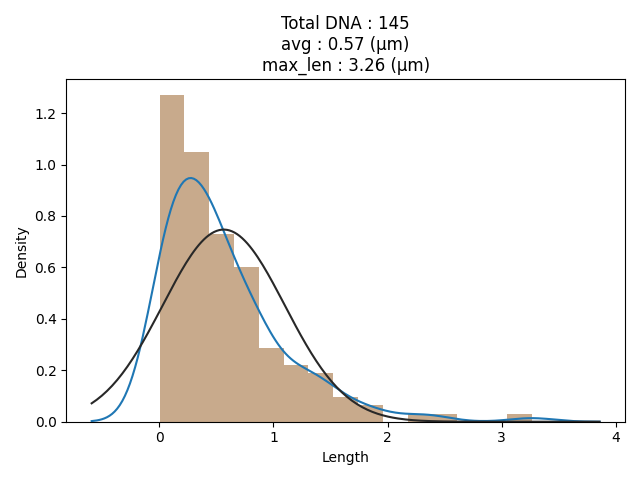 Total DNA : 145
avg : 0.57 (μm)
max_len : 3.26 (μm)
1.2
1.0
0.8
0.6
0.4
0.2
0.0
Density
0 1 2 3 4
Length